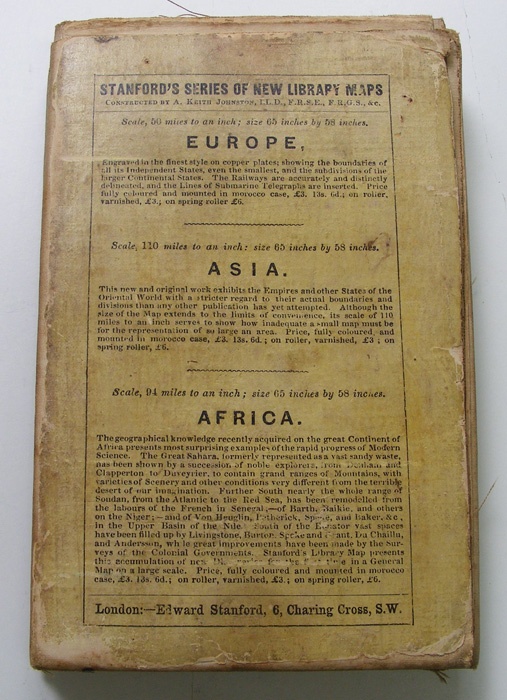 STANFORD'S SERIES OF NEW LIBRARY MAPS
CONSTRUCTED BY A. KEITH JOHNSTON, LL.D., F.R.S.E., F.R.G.S., &c.
Scale, 50 miles to an inch; size 65 inches by 58 inches.
EUROPE,
Engraved in the finest style on copper plates; showing the boundaries of
all its Independent States, even the smallest, and the subdivisions of the
larger Continental States. The Railways are accurately and distinctly
delineated, and the Lines of Submarine Telegraphs are inserted. Price
fully coloured and mounted in morocco case, £3. 13s. 6d.; on roller,
varnished, £3.; on spring roller £6.
Scale, 110 miles to an inch: size 65 inches by 58 inches.
ASIA.
This new and original work exhibits the Empires and other States of the
Oriental World with a stricter regard to their actual boundaries and
divisions than any other publication has yet attempted. Although the
size of the Map extends to the limits of convenience, its scale of 110
miles to an inch serves to show how inadequate a small map must be
for the representation of so large an area. Price, fully coloured, and
mounted in morocco case, £3. 13s. 6d.; on roller, varnished, £3; on
spring roller, £6.
Scale, 94 miles to an inch; size 65 inches by 58 inches.
AFRICA.
The geographical knowledge recently acquired on the great Continent of
Africa presents most surprising examples of the rapid progress of Modern
Science. The Great Sahara, formerly represented as a vast sandy waste,
has been shown by a succession of noble explorers, from Denham and
Clapperton to Duveyrier, to contain grand ranges of Mountains, with
varieties of Scenery and other conditions very different from the terrible
desert of our imagination. Further South nearly the whole range of
Soudan, from the Atlantic to the Red Sea, has been remodelled from
the labours of the French in Senegal;—of Barth, Baikie, and others
on the Niger;—and of Von Heuglin, Petherick, Speke, and Baker, &c.,
in the Upper Basin of the Nile. South of the Equator vast spaces
have been filled up by Livingstone, Burton, Speke and Grant, Du Chaillu,
and Andersson, while great improvements have been made by the Sur-
veys of the Colonial Governments. Stanford's Library Map presents
this accumulation of new for the first time in a General
Map on a large scale. Price, fully coloured and mounted in morocco
case, £3. 13s. 6d.; on roller, varnished, £3.; on spring roller, £6.
London:—Edward Stanford, 6, Charing Cross, S.W.